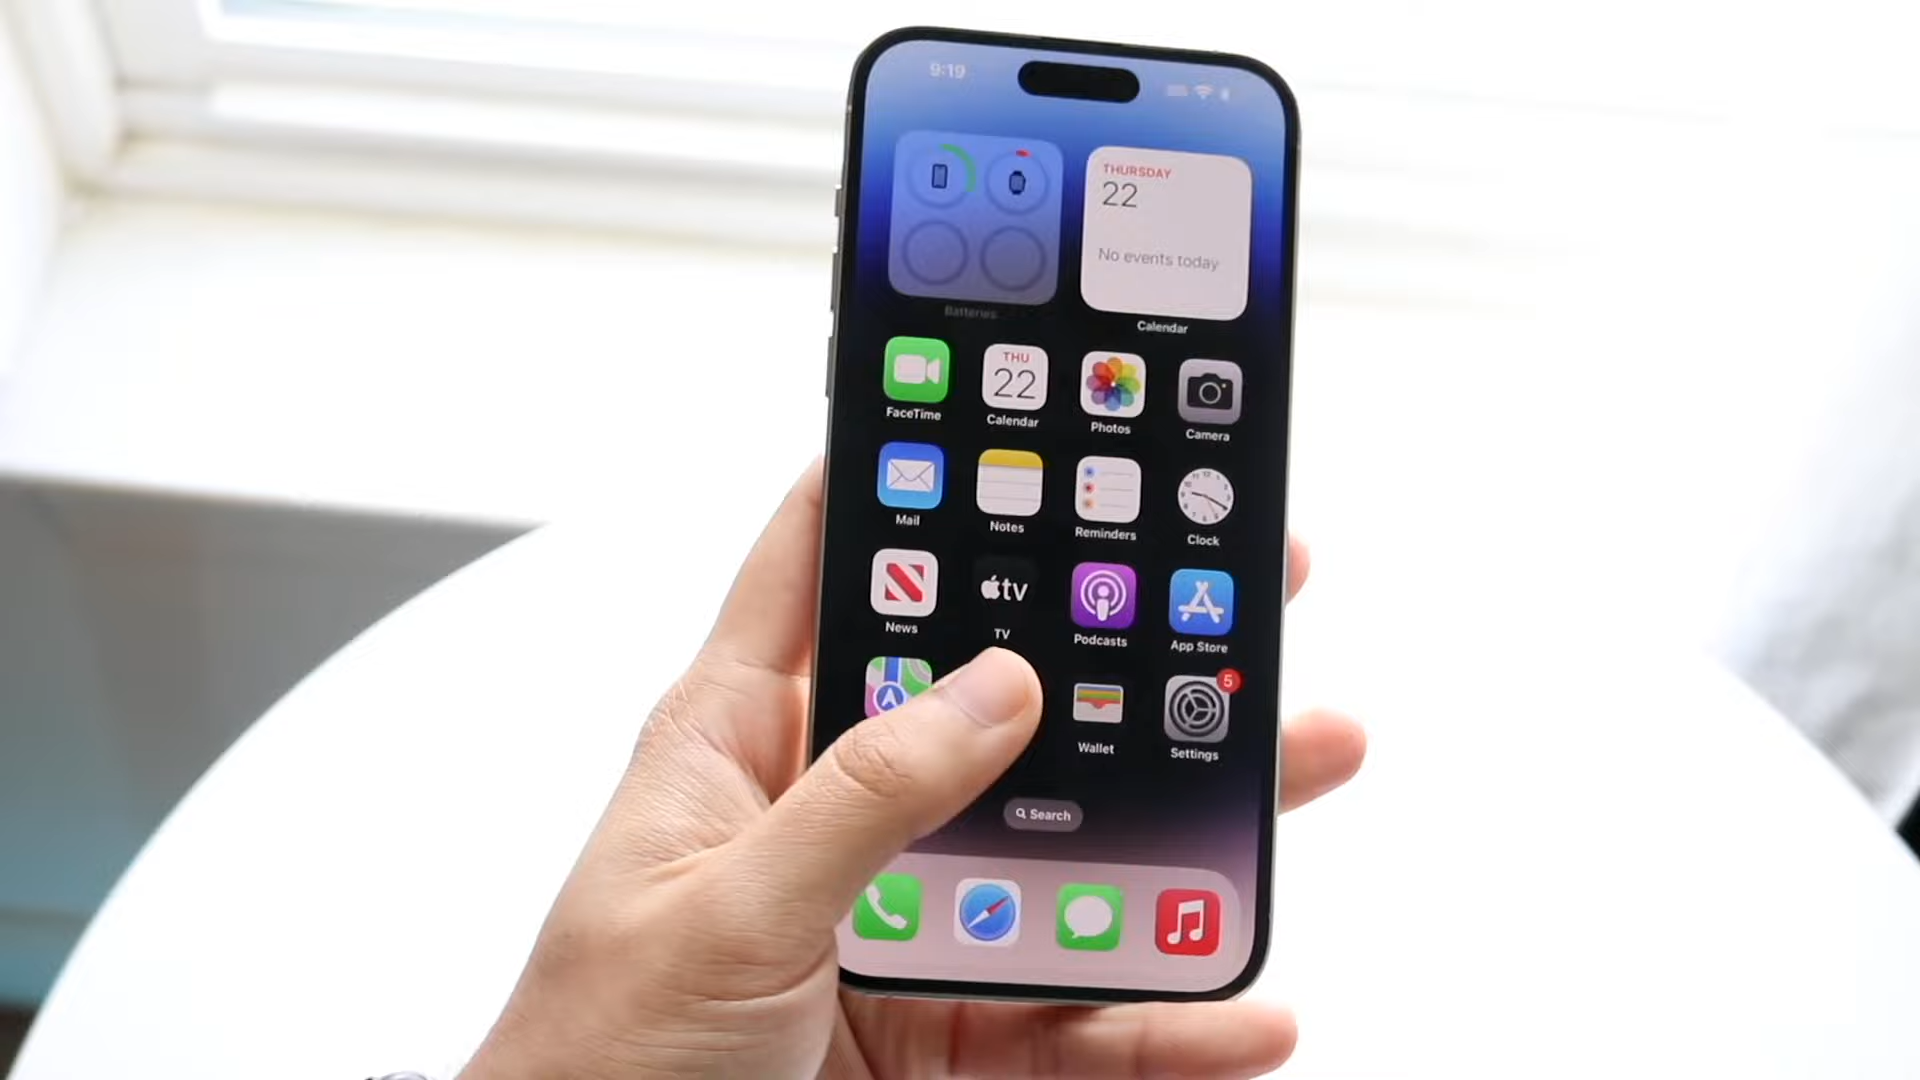 9:19
THURSDAY
22
No events today
Batteries
Calendar
FaceTime
THU
22
Calendar
Photos
Camera
Mail
Notes
Reminders
Clock
News
tv
TV
Podcasts
App Store
5
Wallet
Settings
Search